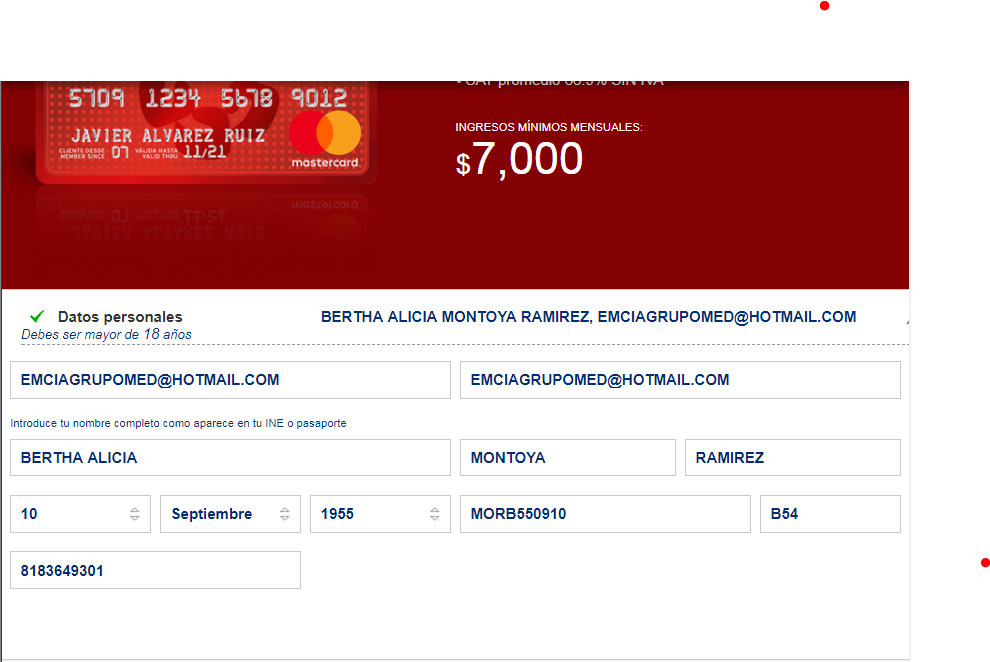 5709 1234 5678 9012
JAVIER ALVAREZ RUIZ
CLIENTE DESDE
MEMBER SINCE 07 VÁLIDA HASTA
VALID THRU 11/21
mastercard
• CAT promedio SIN IVA
INGRESOS MÍNIMOS MENSUALES:
$7,000
Datos personales BERTHA ALICIA MONTOYA RAMIREZ, EMCIAGRUPOMED@HOTMAIL.COM
Debes ser mayor de 18 años
EMCIAGRUPOMED@HOTMAIL.COM EMCIAGRUPOMED@HOTMAIL.COM
Introduce tu nombre completo como aparece en tu INE o pasaporte
BERTHA ALICIA MONTOYA RAMIREZ
10 Septiembre 1955 MORB550910 B54
8183649301